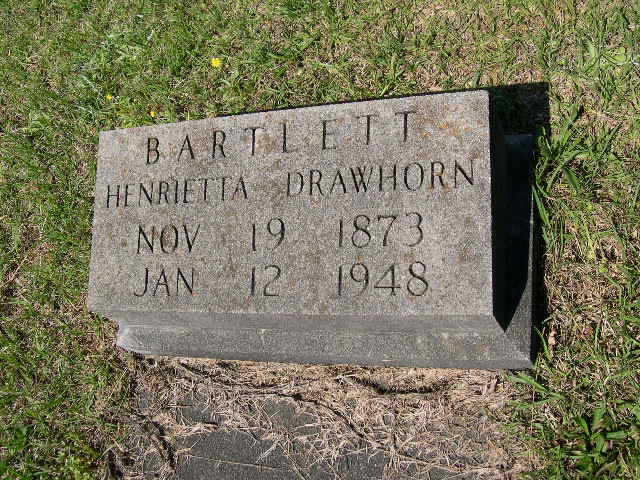 BARTLETT
HENRIETTA DRAWHORN
NOV 19 1873
JAN 12 1948